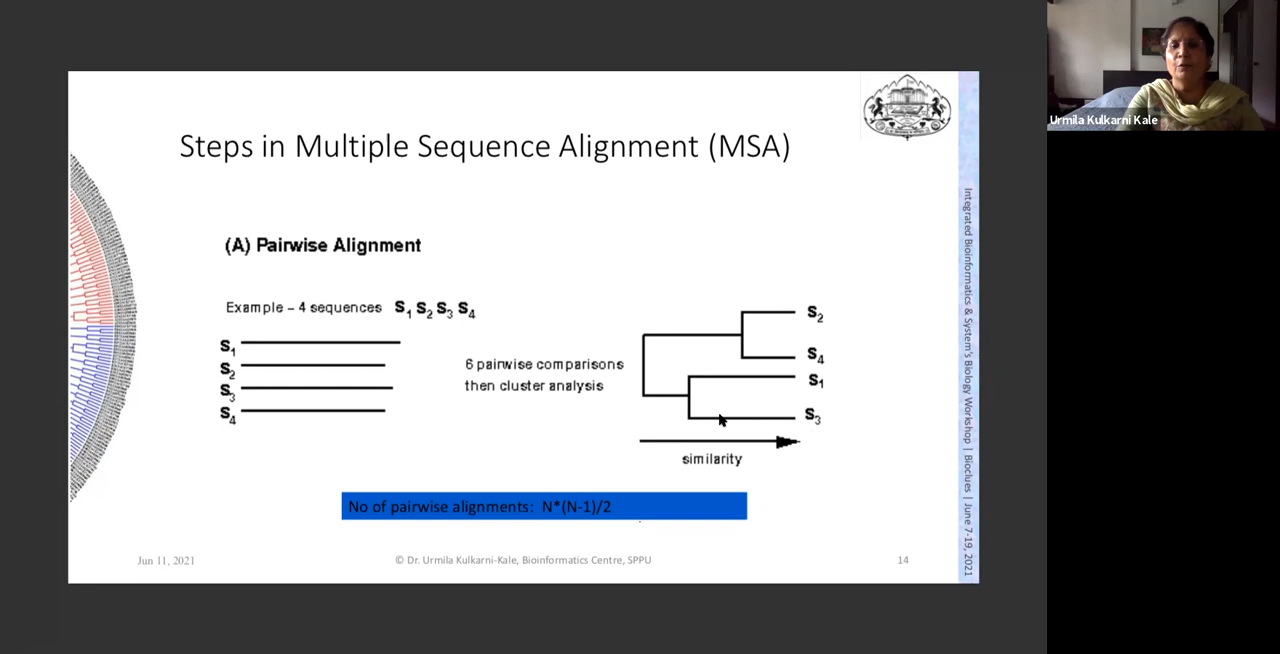 Steps in Multiple Sequence Alignment (MSA)
(A) Pairwise Alignment
Example – 4 sequences S1 S2 S3 S4
S1
S2
S3
S4
6 pairwise comparisons
then cluster analysis
S2
S4
S1
S3
similarity
No of pairwise alignments: N*(N-1)/2
Jun 11, 2021
© Dr. Urmila Kulkarni-Kale, Bioinformatics Centre, SPPU
14
Integrated Bioinformatics & System's Biology Workshop | Bioclues | June 7-19, 2021
Urmila Kulkarni Kale